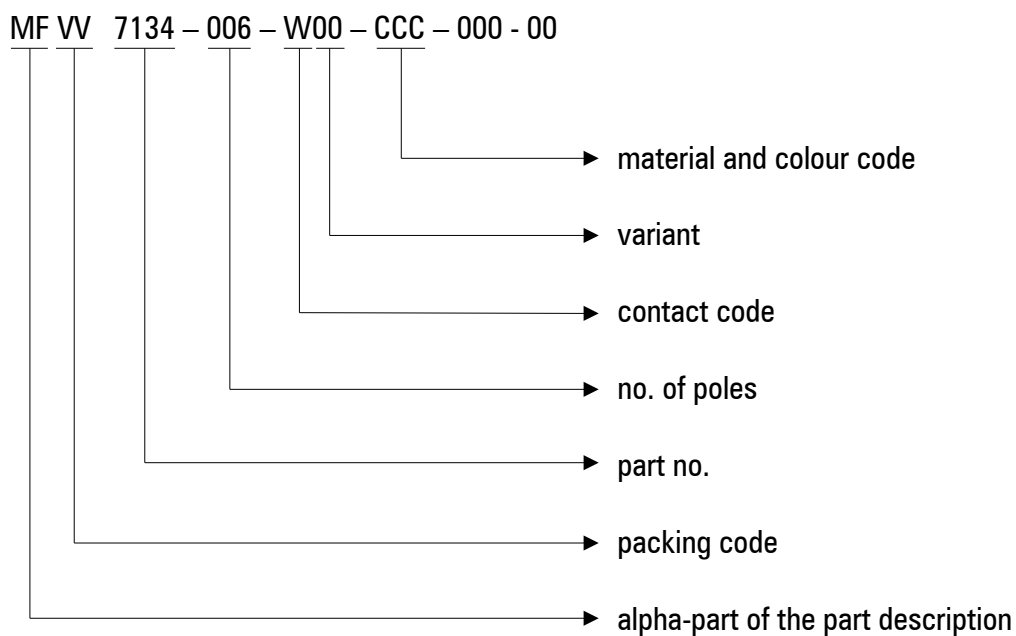 MF VV 7134 – 006 – W00 – CCC – 000 - 00
material and colour code
variant
contact code
no. of poles
part no.
packing code
alpha-part of the part description